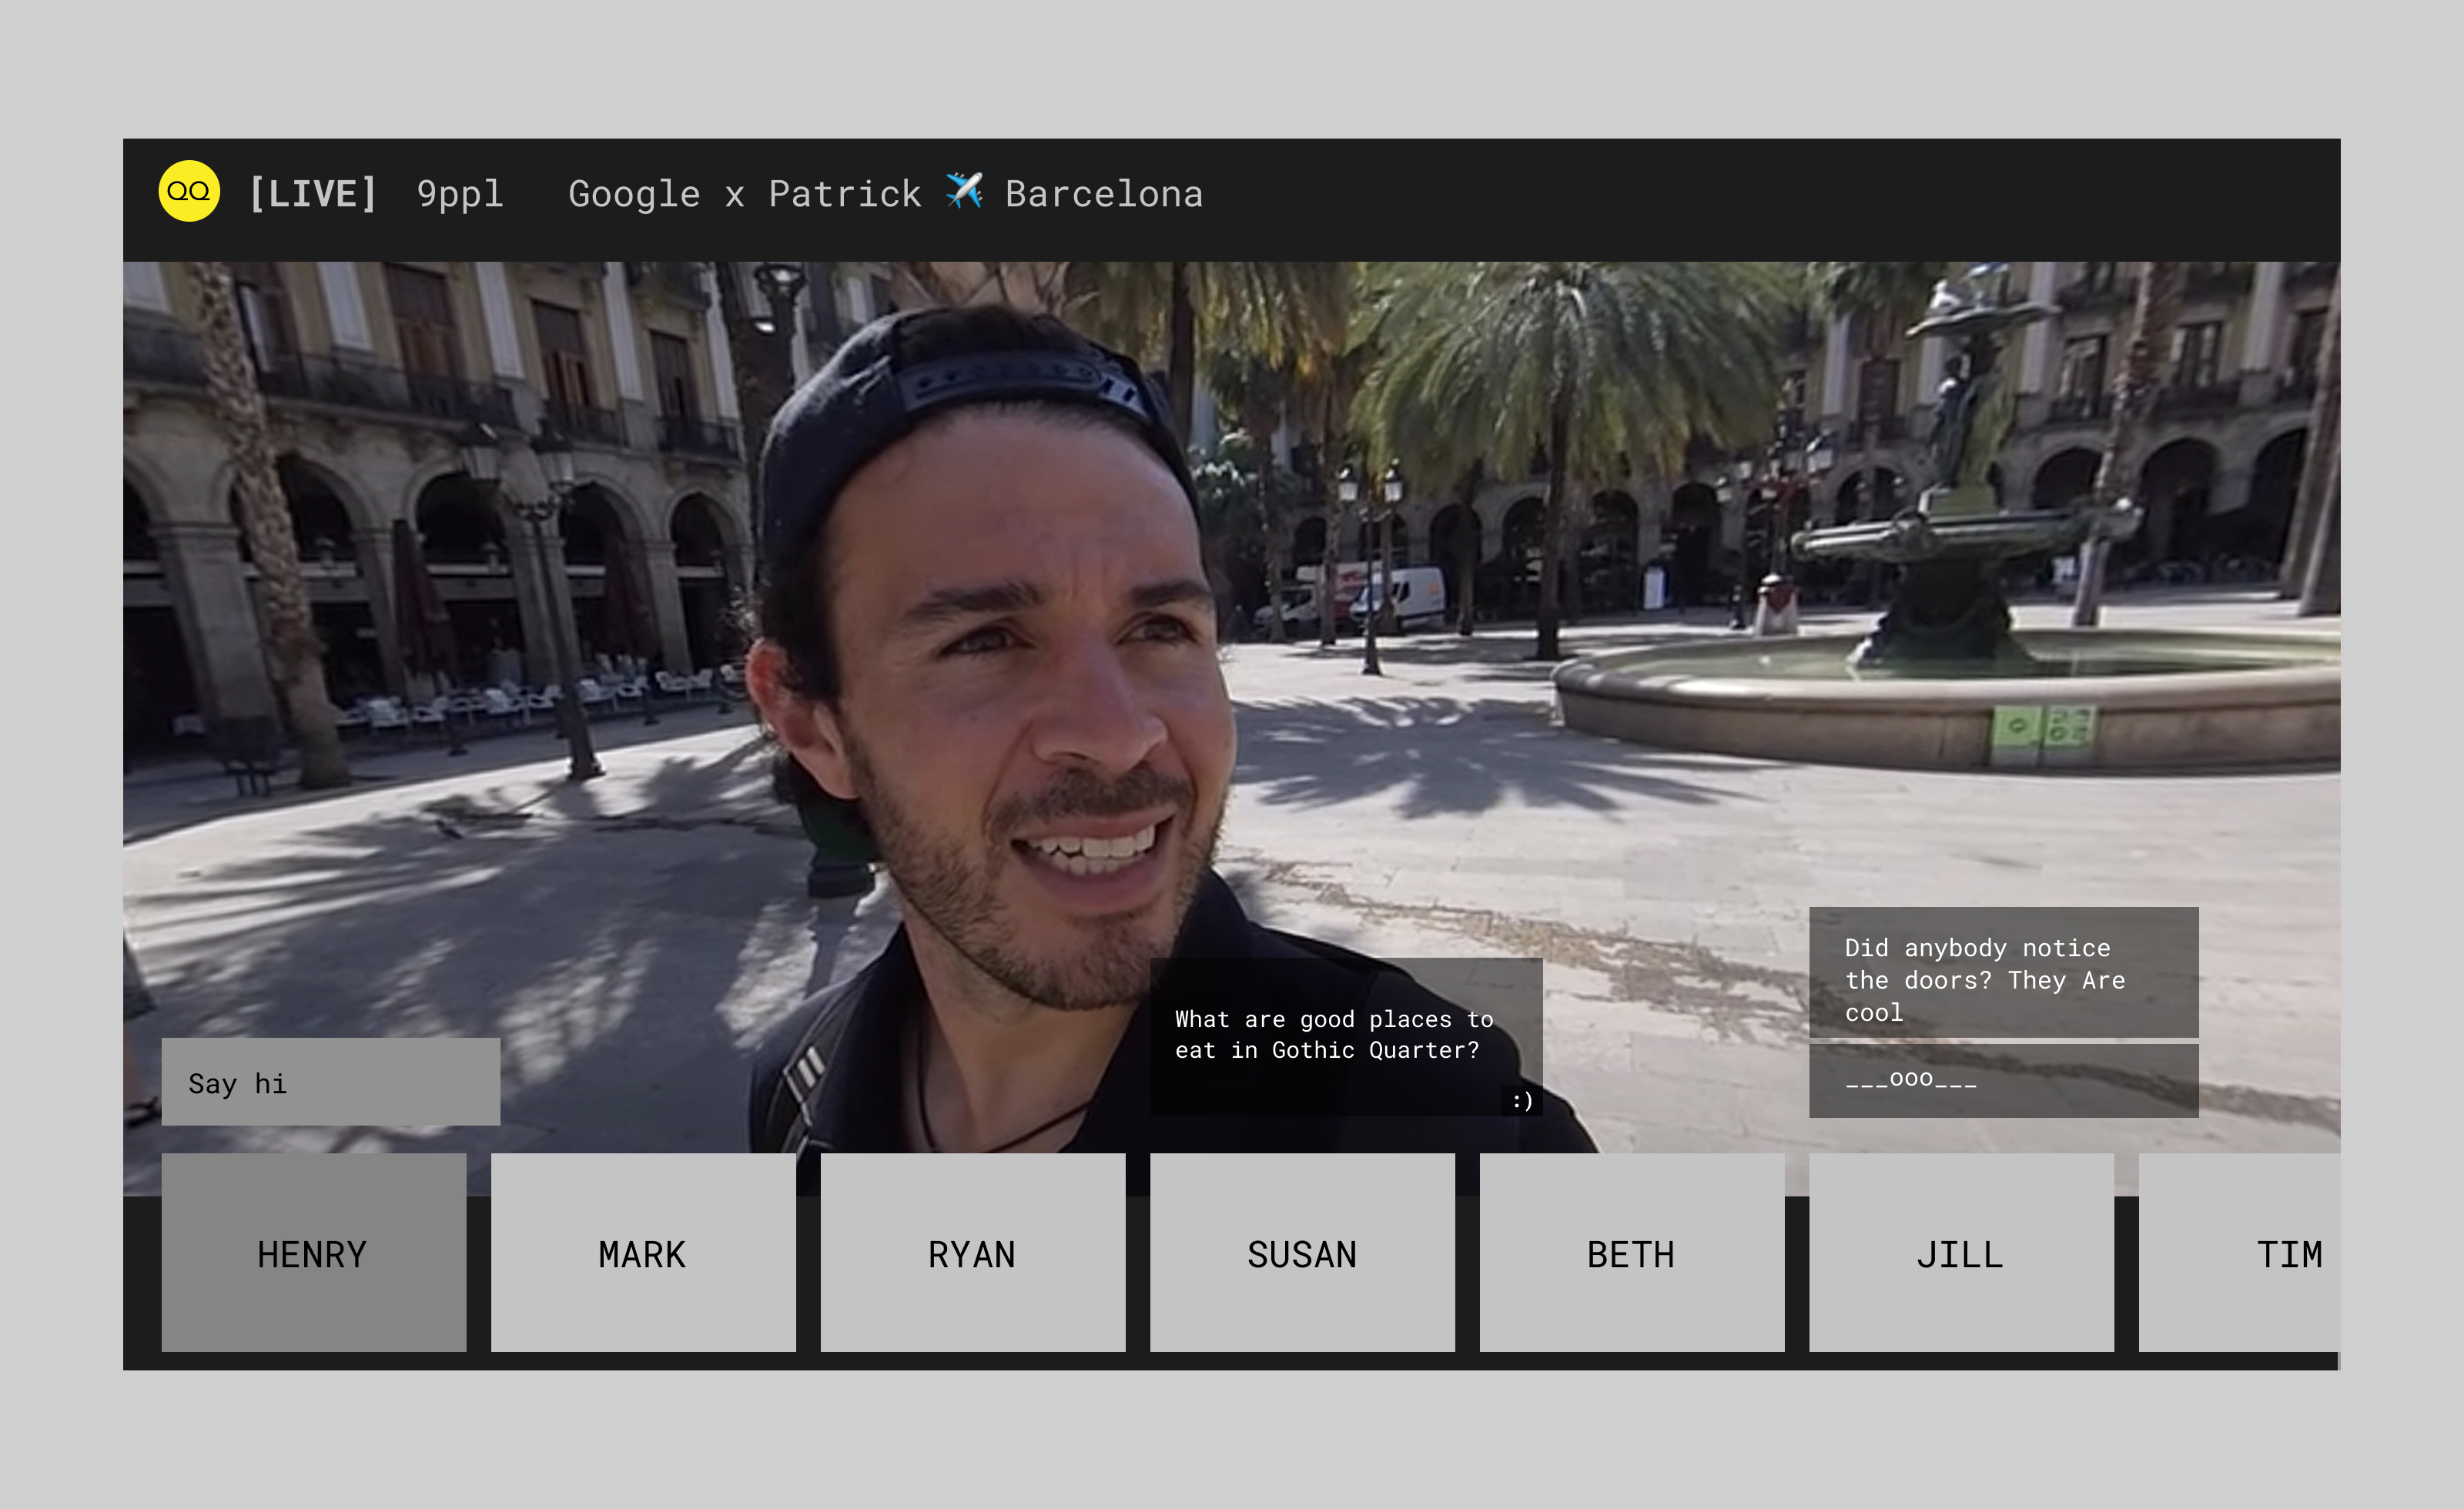 QQ [LIVE] 9ppl Google x Patrick ✈️ Barcelona
Did anybody notice
the doors? They Are
cool
What are good places to
eat in Gothic Quarter?
:)
___ooo___
Say hi
HENRY MARK RYAN SUSAN BETH JILL TIM